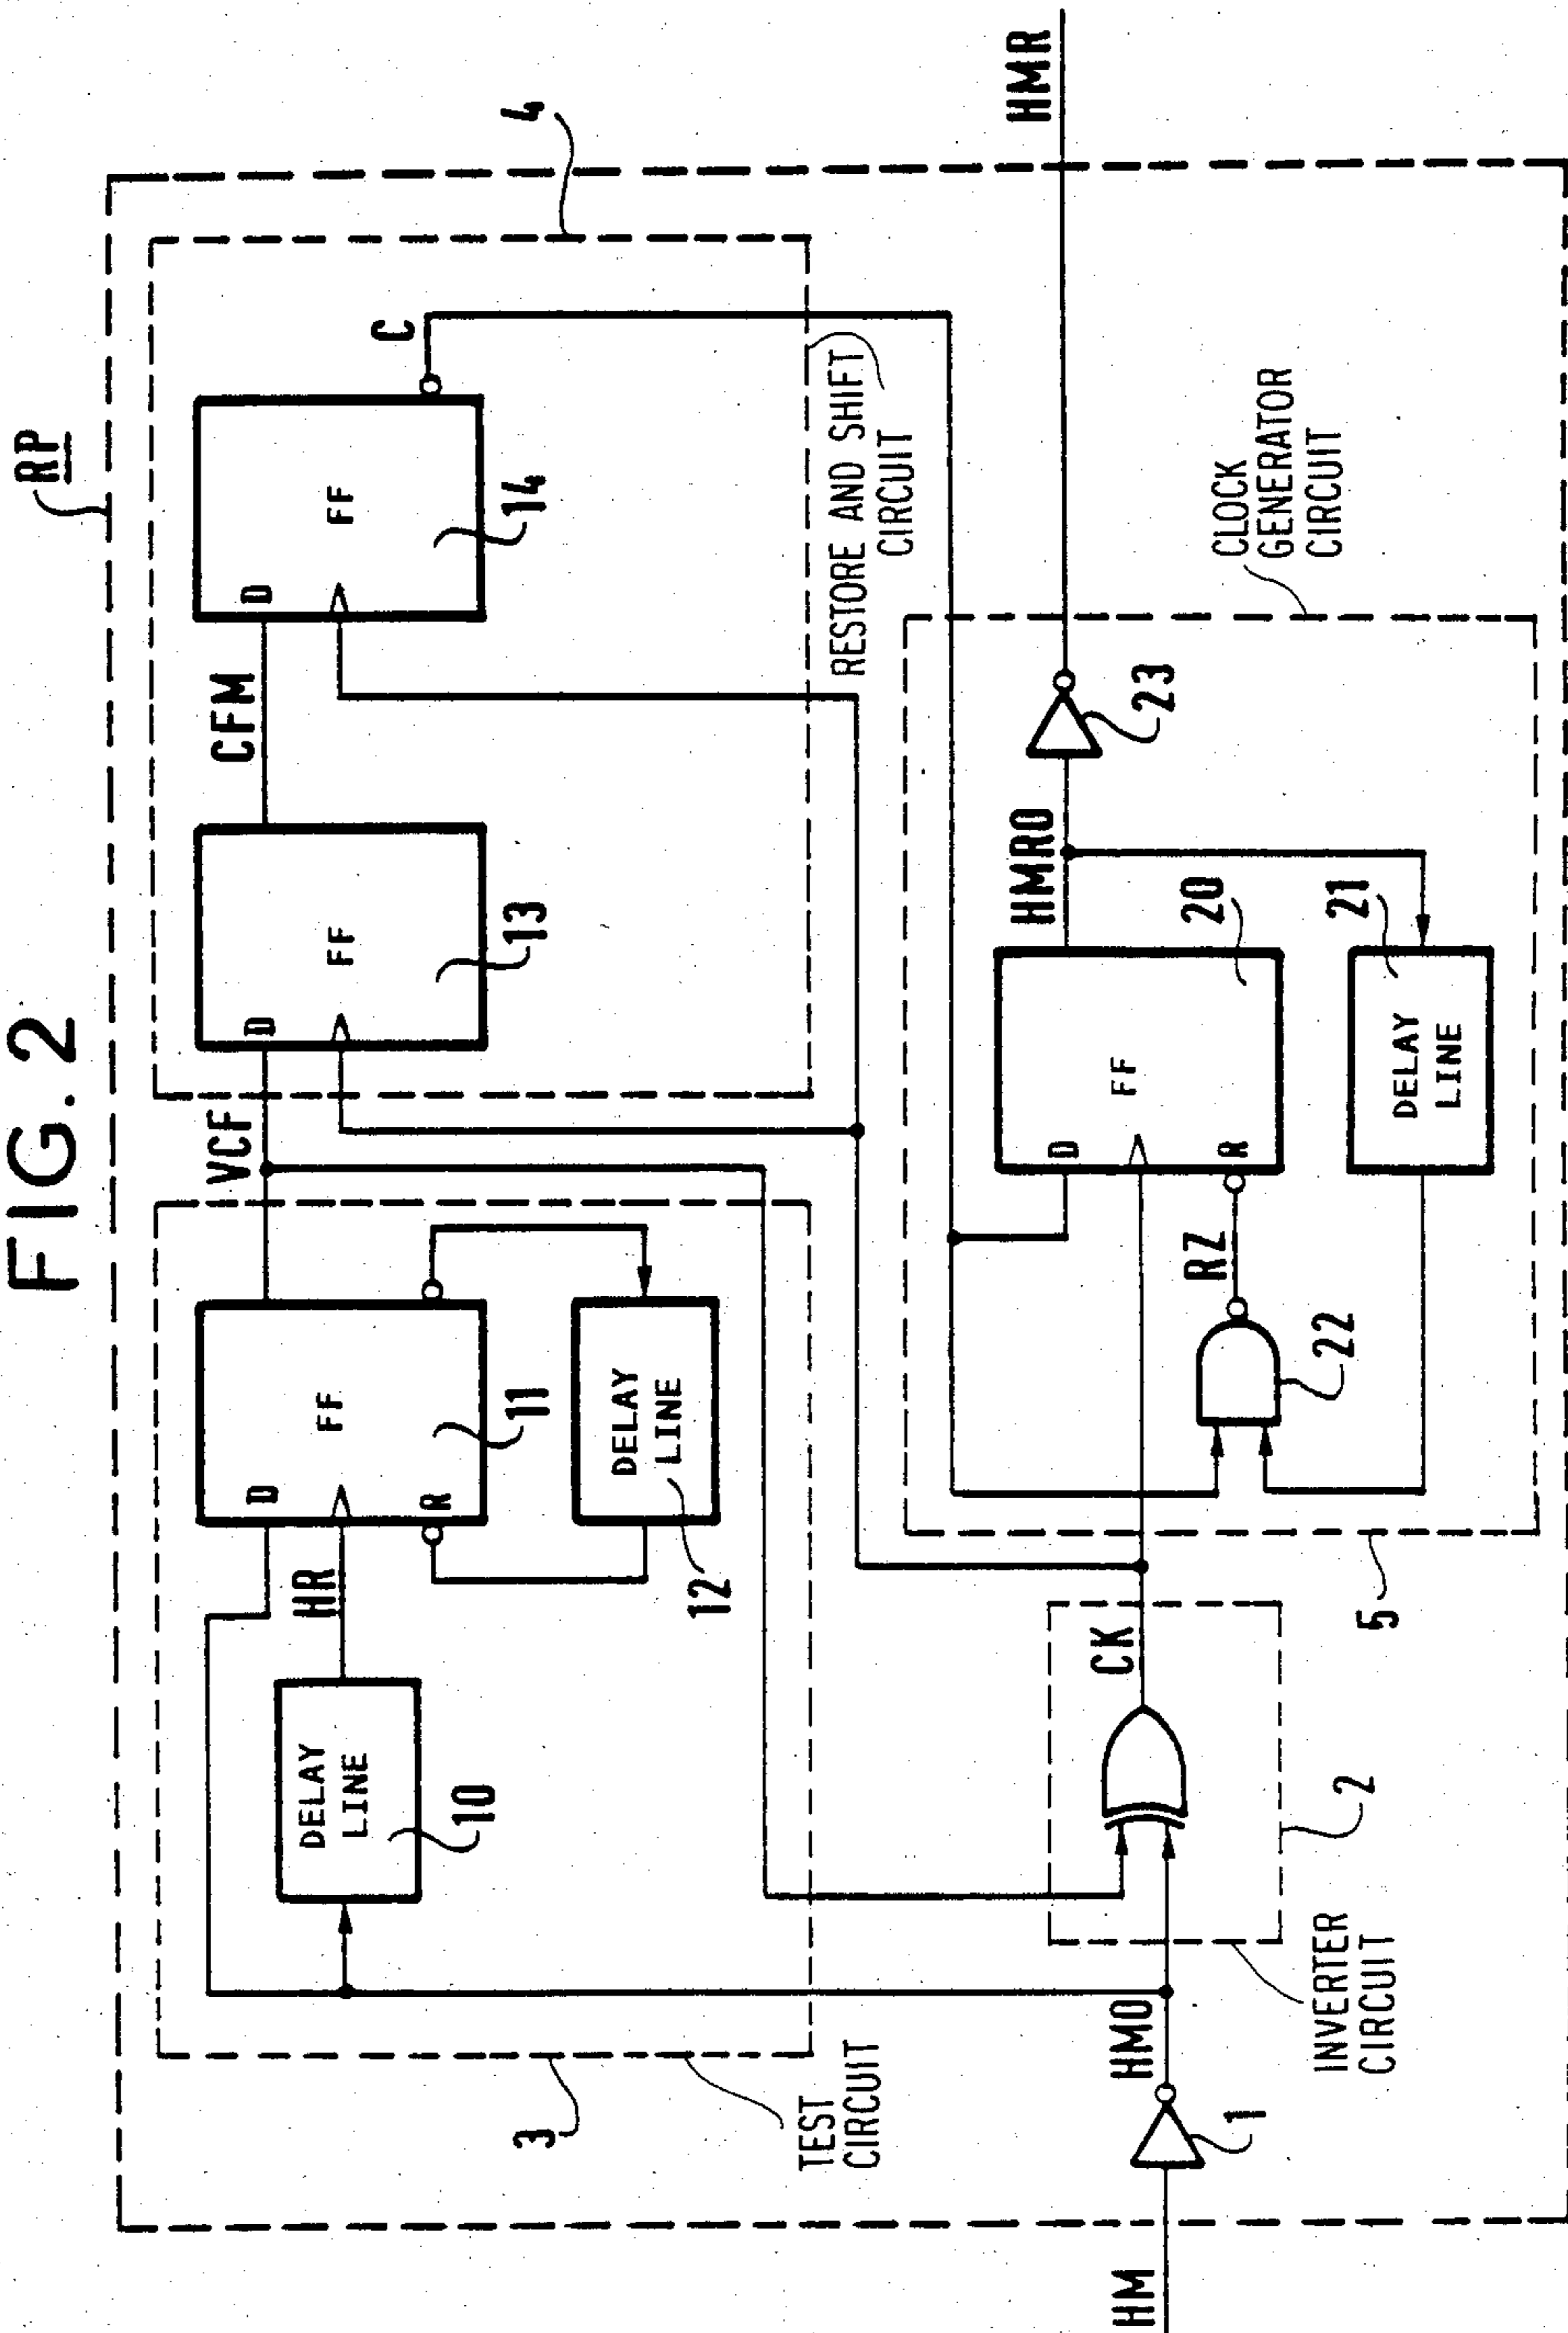 FIG. 2
RP
4
3
TEST
CIRCUIT
DELAY
LINE
10
HR
D
FF
R
11
DELAY
LINE
12
VCF
D
FF
13
CFM
D
FF
14
C
RESTORE AND SHIFT
CIRCUIT
HM
1
HM0
INVERTER
CIRCUIT
2
CK
5
22
RZ
D
FF
R
20
DELAY
LINE
21
HMR0
23
CLOCK
GENERATOR
CIRCUIT
HMR